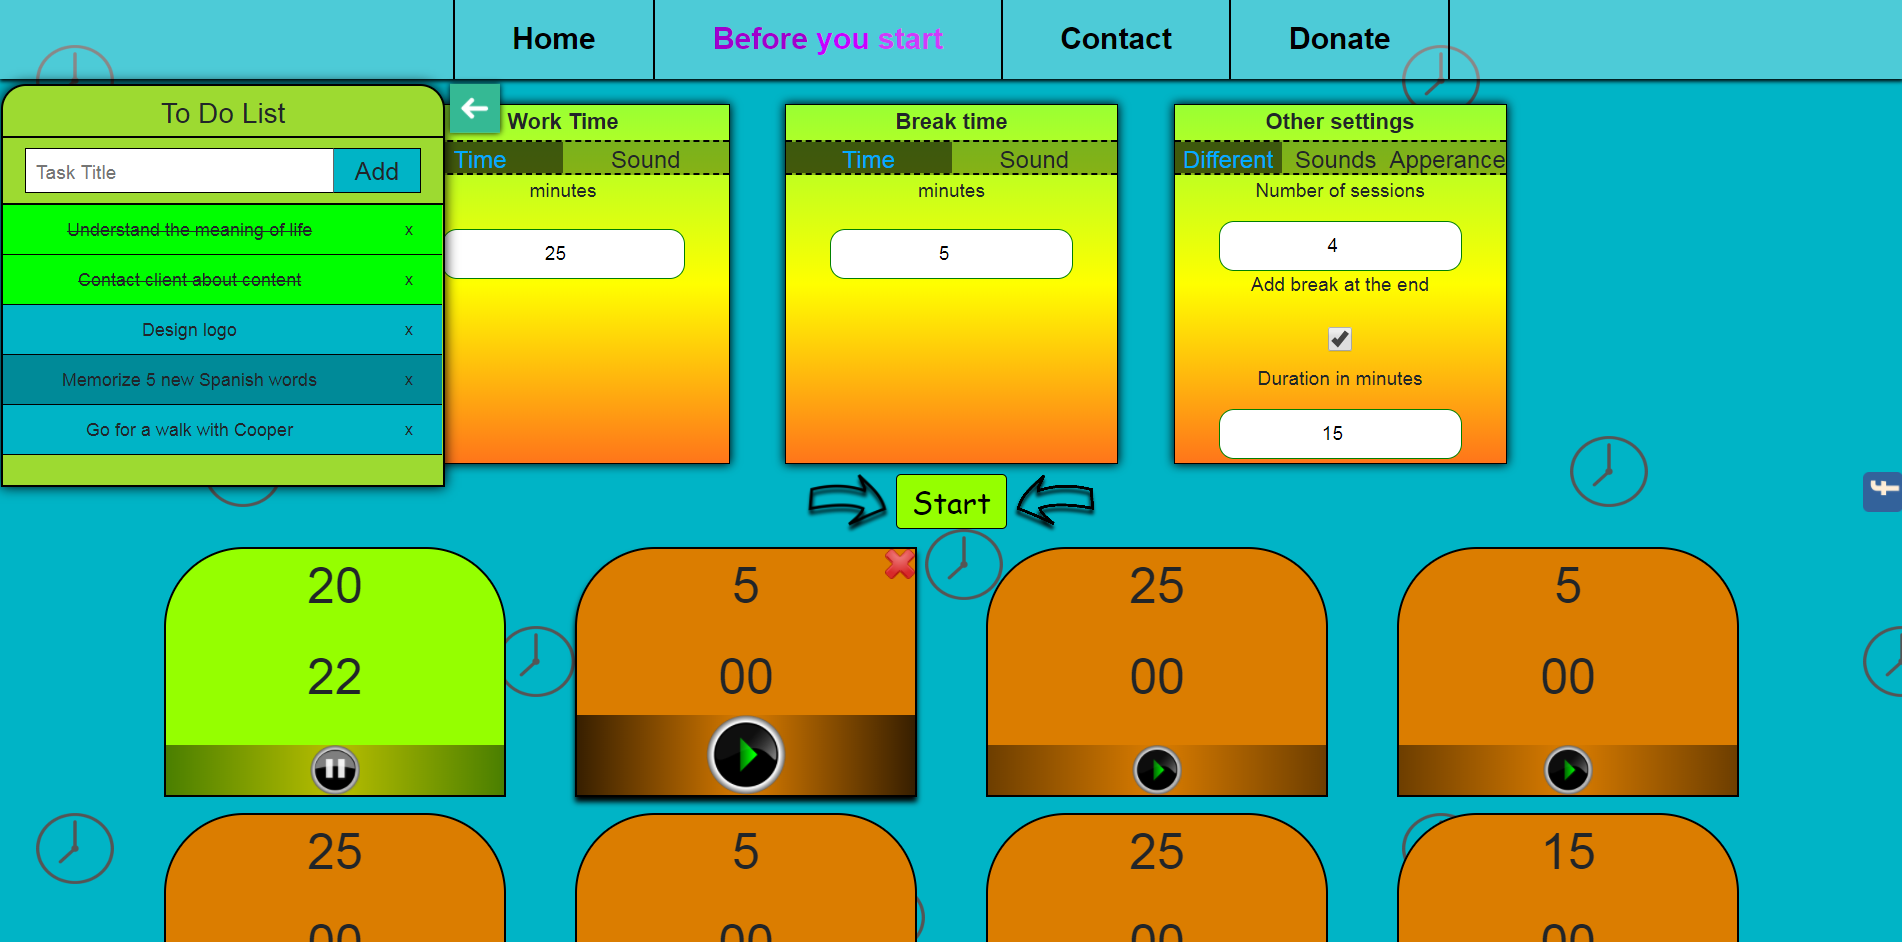 Home
Before you start
Contact
Donate
To Do List
Task Title
Add
Understand the meaning of life
x
Contact client about content
x
Design logo
x
Memorize 5 new Spanish words
x
Go for a walk with Cooper
x
Work Time
Time
Sound
minutes
25
Break time
Time
Sound
minutes
5
Other settings
Different
Sounds
Apperance
Number of sessions
4
Add break at the end
Duration in minutes
15
Start
f
20
22
5
00
25
00
5
00
25
00
5
00
25
00
15
00